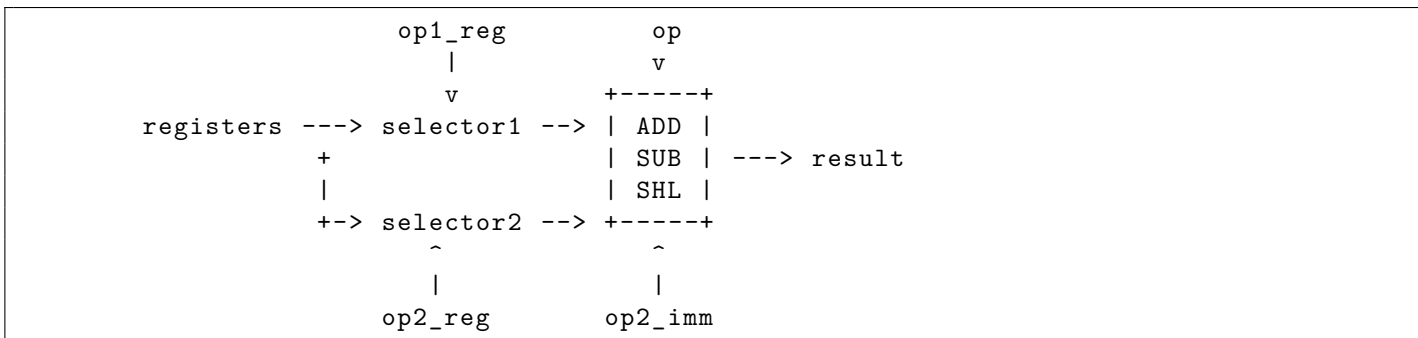 op1_reg         op
                   |            v
                   v         +-----+
registers ---> selector1 --> | ADD |
           +                 | SUB | ---> result
           |                 | SHL |
           +-> selector2 --> +-----+
                  ^             ^
                  |             |
               op2_reg       op2_imm